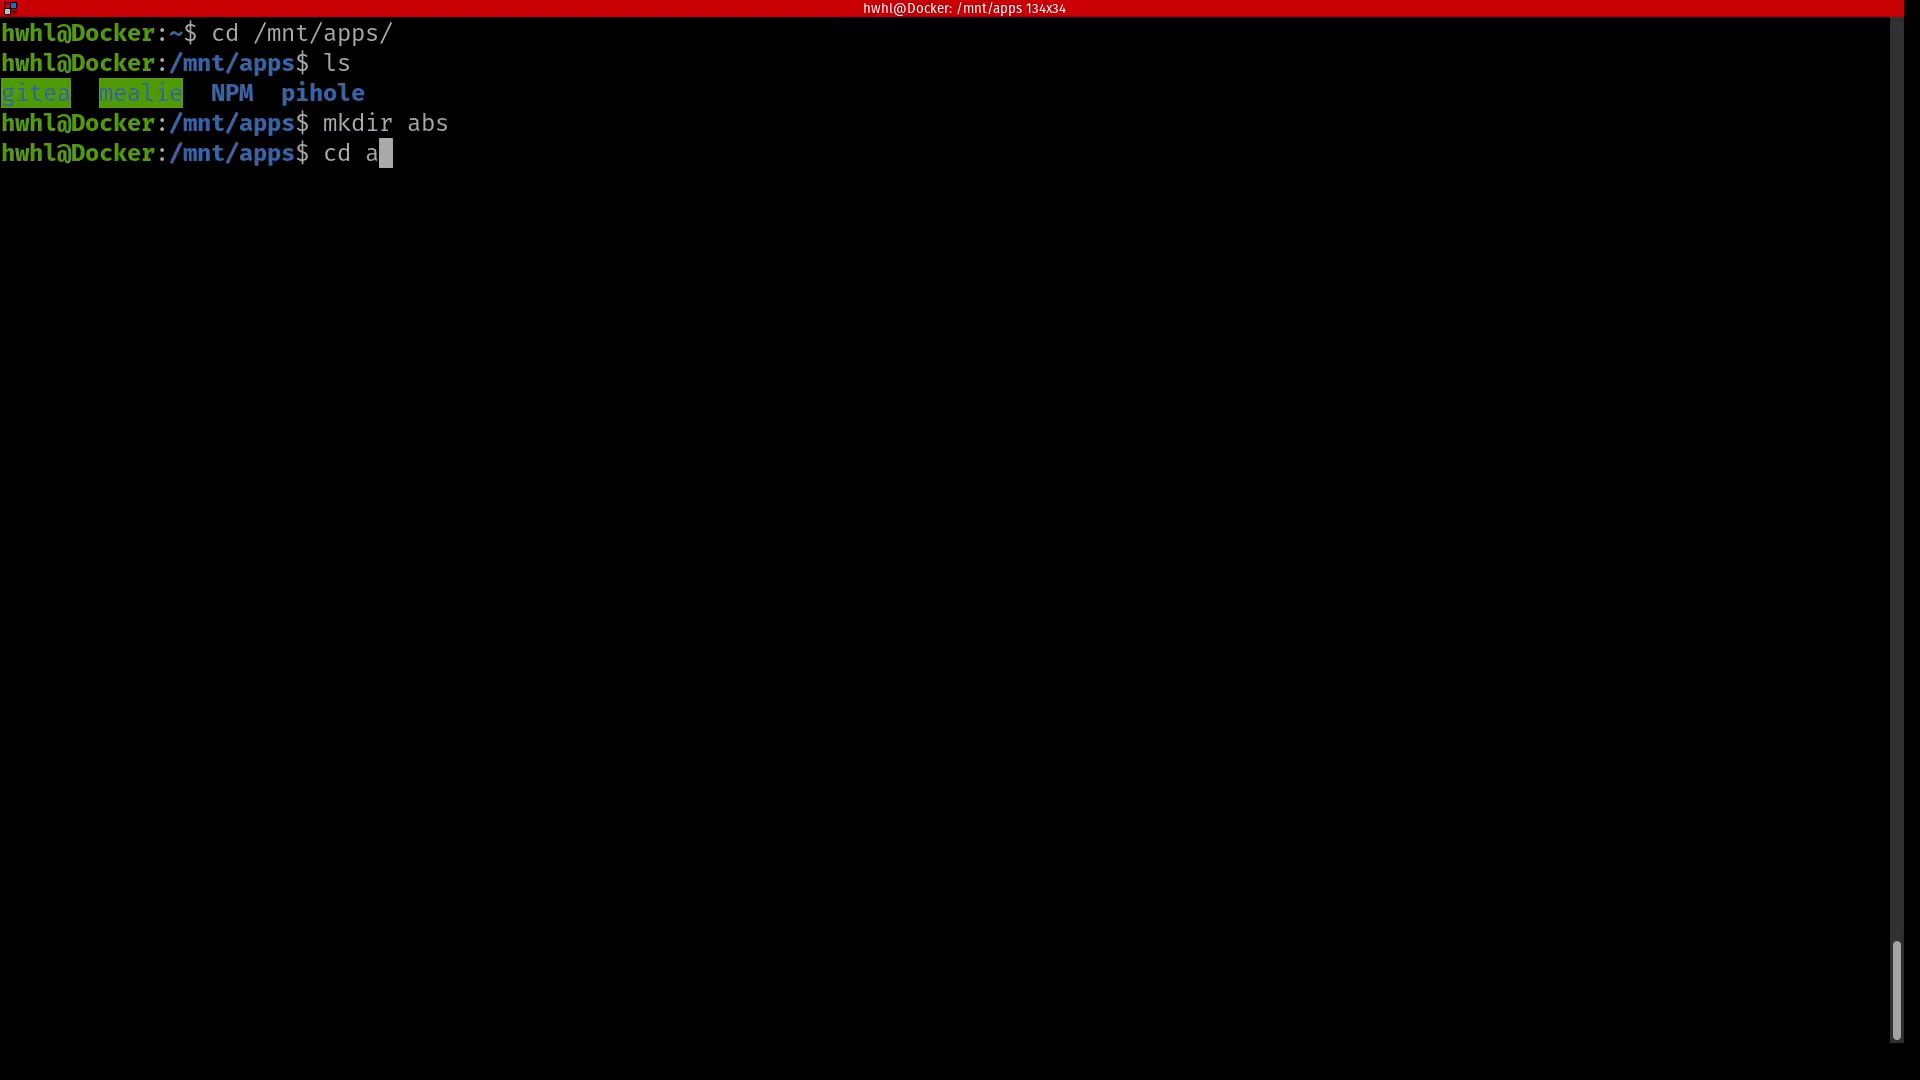 hwhl@Docker: /mnt/apps 134x34
hwhl@Docker:~$ cd /mnt/apps/
hwhl@Docker:/mnt/apps$ ls
gitea  mealie  NPM  pihole
hwhl@Docker:/mnt/apps$ mkdir abs
hwhl@Docker:/mnt/apps$ cd a